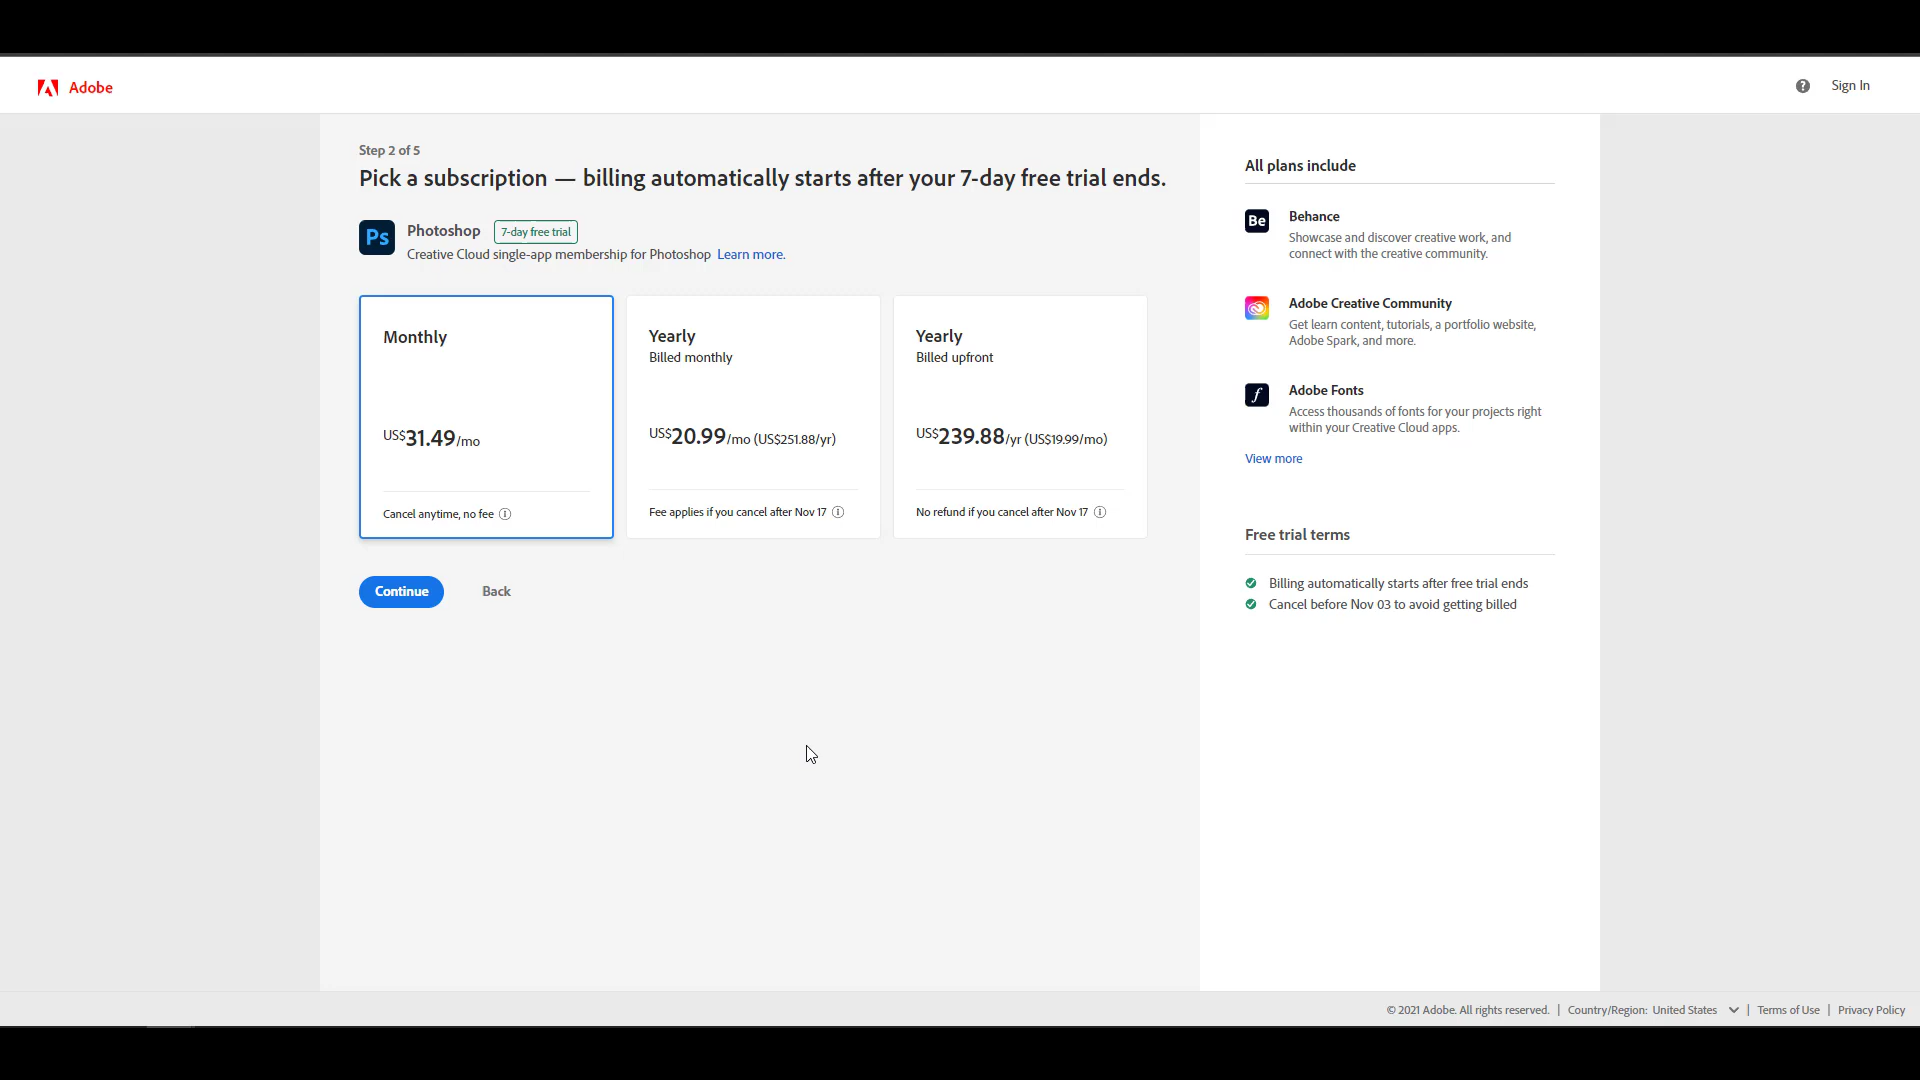 Adobe
Sign In
Step 2 of 5
Pick a subscription — billing automatically starts after your 7-day free trial ends.
Ps
Photoshop
7-day free trial
Creative Cloud single-app membership for Photoshop Learn more.
Monthly
US$31.49/mo
Cancel anytime, no fee
Yearly
Billed monthly
US$20.99/mo (US$251.88/yr)
Fee applies if you cancel after Nov 17
Yearly
Billed upfront
US$239.88/yr (US$19.99/mo)
No refund if you cancel after Nov 17
Continue
Back
All plans include
Be
Behance
Showcase and discover creative work, and
connect with the creative community.
Adobe Creative Community
Get learn content, tutorials, a portfolio website,
Adobe Spark, and more.
f
Adobe Fonts
Access thousands of fonts for your projects right
within your Creative Cloud apps.
View more
Free trial terms
Billing automatically starts after free trial ends
Cancel before Nov 03 to avoid getting billed
© 2021 Adobe. All rights reserved. | Country/Region: United States | Terms of Use | Privacy Policy